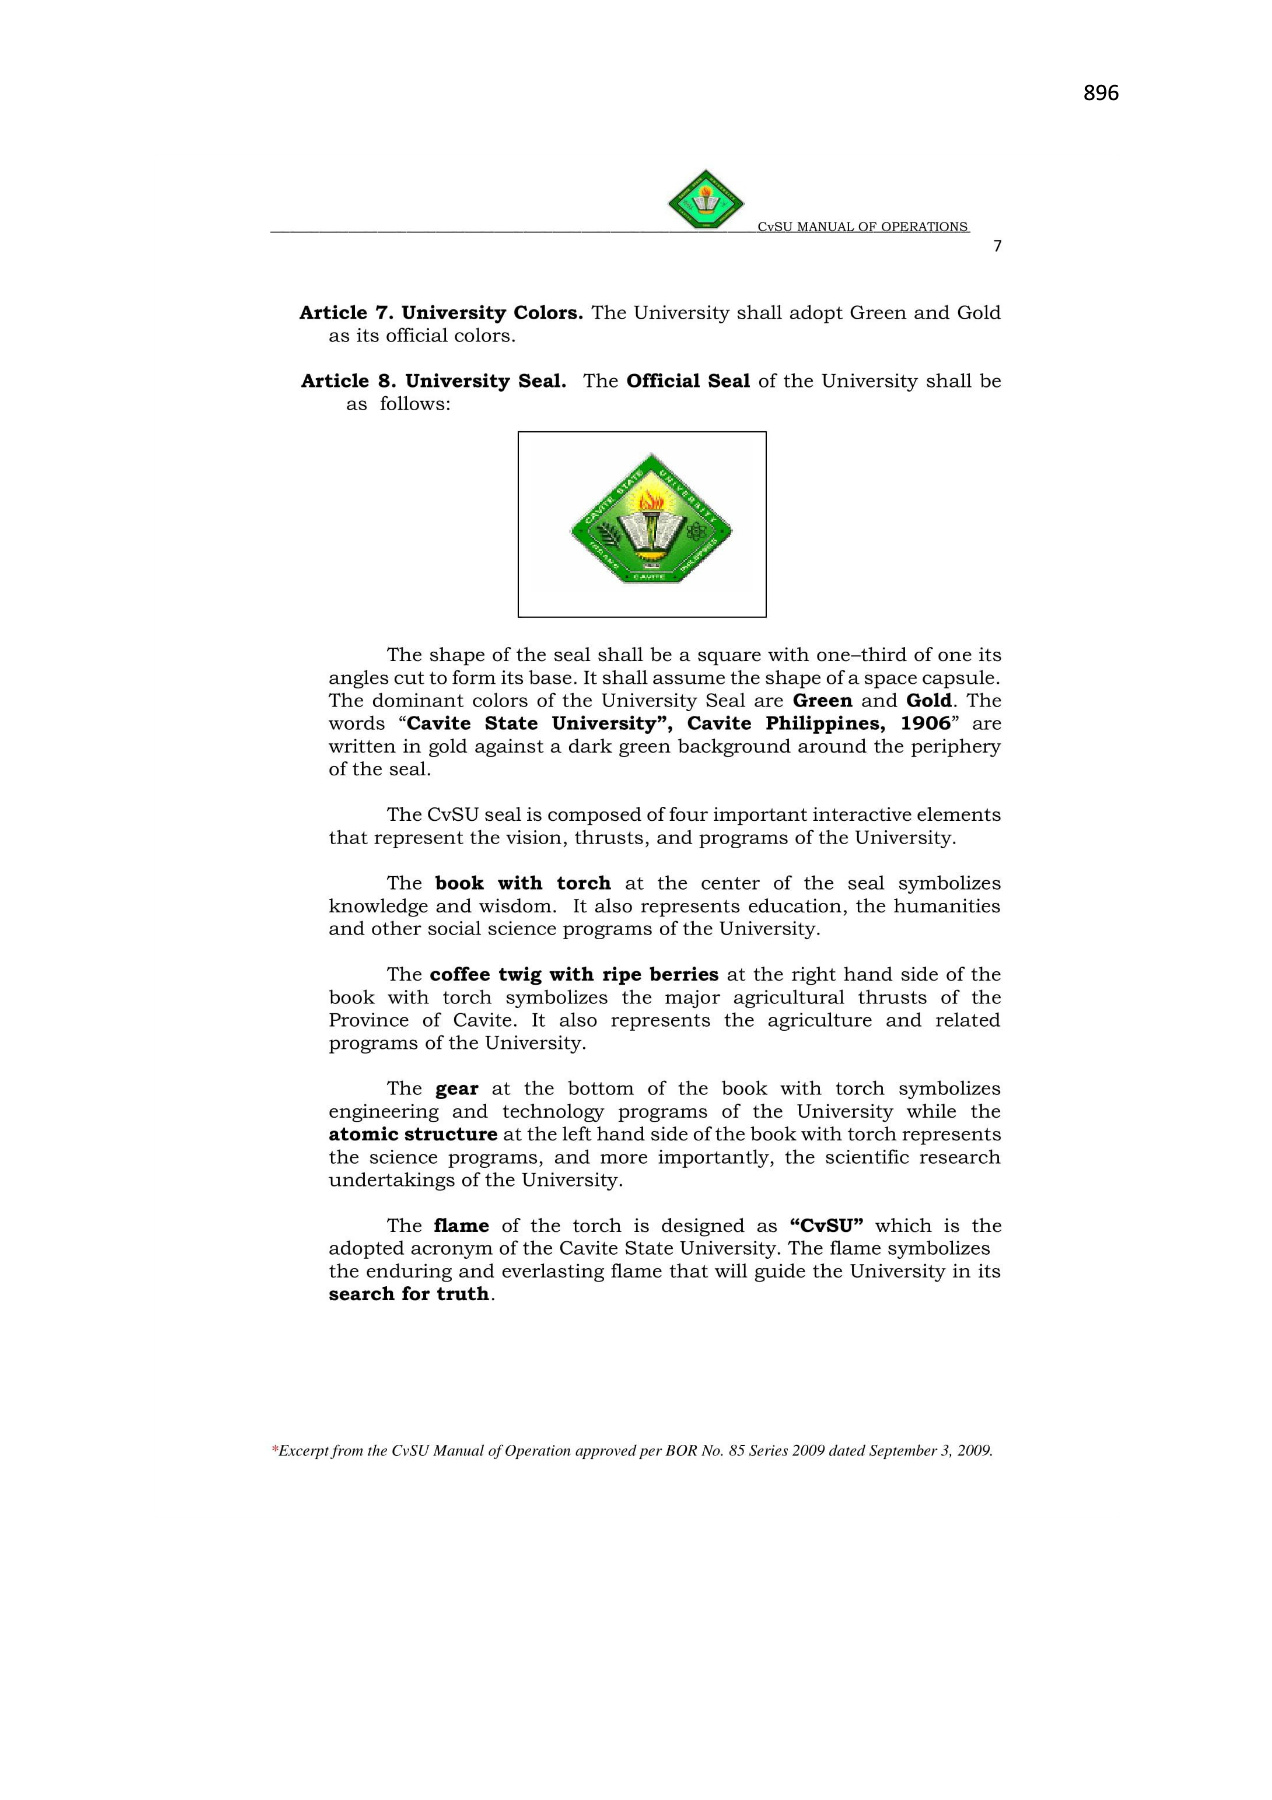 896
CvSU MANUAL OF OPERATIONS
7
Article 7. University Colors. The University shall adopt Green and Gold
as its official colors.
Article 8. University Seal. The Official Seal of the University shall be
as follows:
CAVITE STATE UNIVERSITY
CAVITE
PHILIPPINES
The shape of the seal shall be a square with one–third of one its
angles cut to form its base. It shall assume the shape of a space capsule.
The dominant colors of the University Seal are Green and Gold. The
words “Cavite State University”, Cavite Philippines, 1906” are
written in gold against a dark green background around the periphery
of the seal.
The CvSU seal is composed of four important interactive elements
that represent the vision, thrusts, and programs of the University.
The book with torch at the center of the seal symbolizes
knowledge and wisdom. It also represents education, the humanities
and other social science programs of the University.
The coffee twig with ripe berries at the right hand side of the
book with torch symbolizes the major agricultural thrusts of the
Province of Cavite. It also represents the agriculture and related
programs of the University.
The gear at the bottom of the book with torch symbolizes
engineering and technology programs of the University while the
atomic structure at the left hand side of the book with torch represents
the science programs, and more importantly, the scientific research
undertakings of the University.
The flame of the torch is designed as “CvSU” which is the
adopted acronym of the Cavite State University. The flame symbolizes
the enduring and everlasting flame that will guide the University in its
search for truth.
*Excerpt from the CvSU Manual of Operation approved per BOR No. 85 Series 2009 dated September 3, 2009.